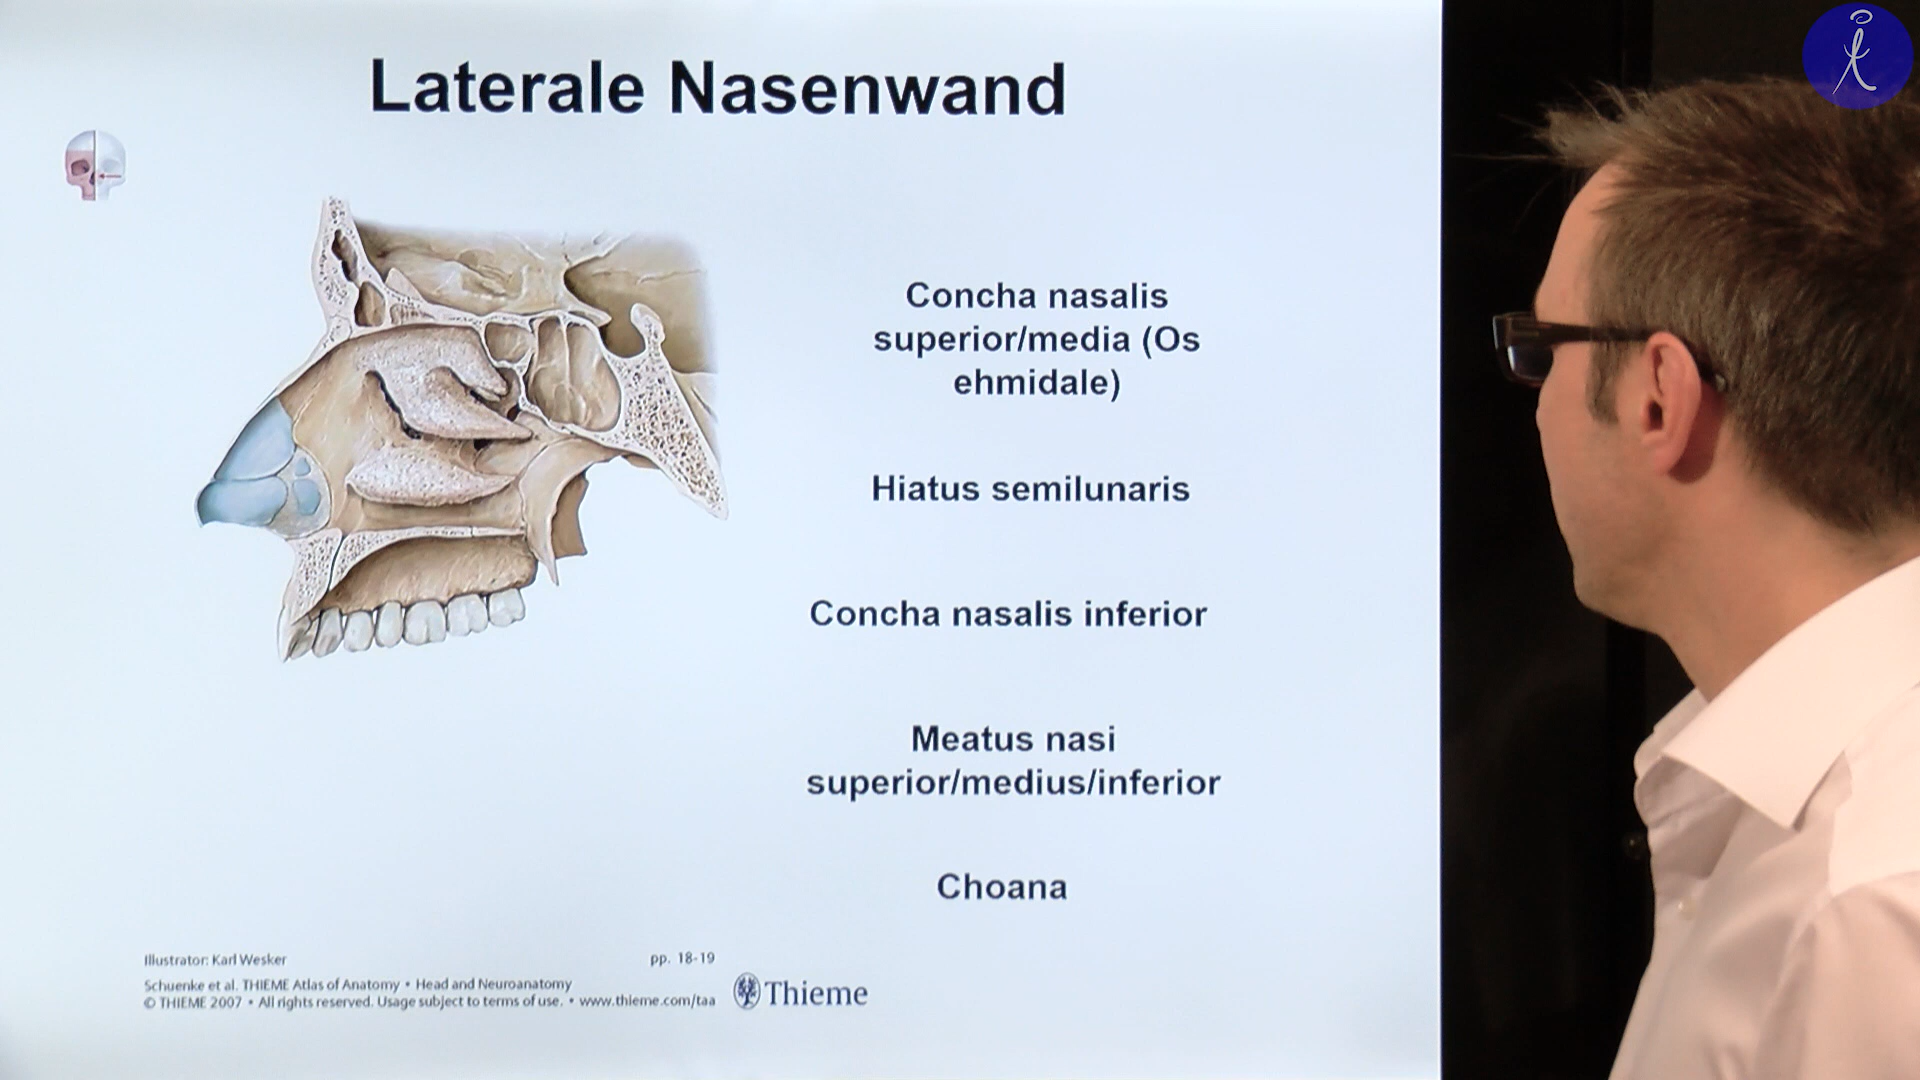 Laterale Nasenwand
Concha nasalis
superior/media (Os
ehmidale)
Hiatus semilunaris
Concha nasalis inferior
Meatus nasi
superior/medius/inferior
Choana
Illustrator: Karl Wesker
pp. 18-19
Schuenke et al. THIEME Atlas of Anatomy • Head and Neuroanatomy
© THIEME 2007 • All rights reserved. Usage subject to terms of use. • www.thieme.com/taa
Thieme